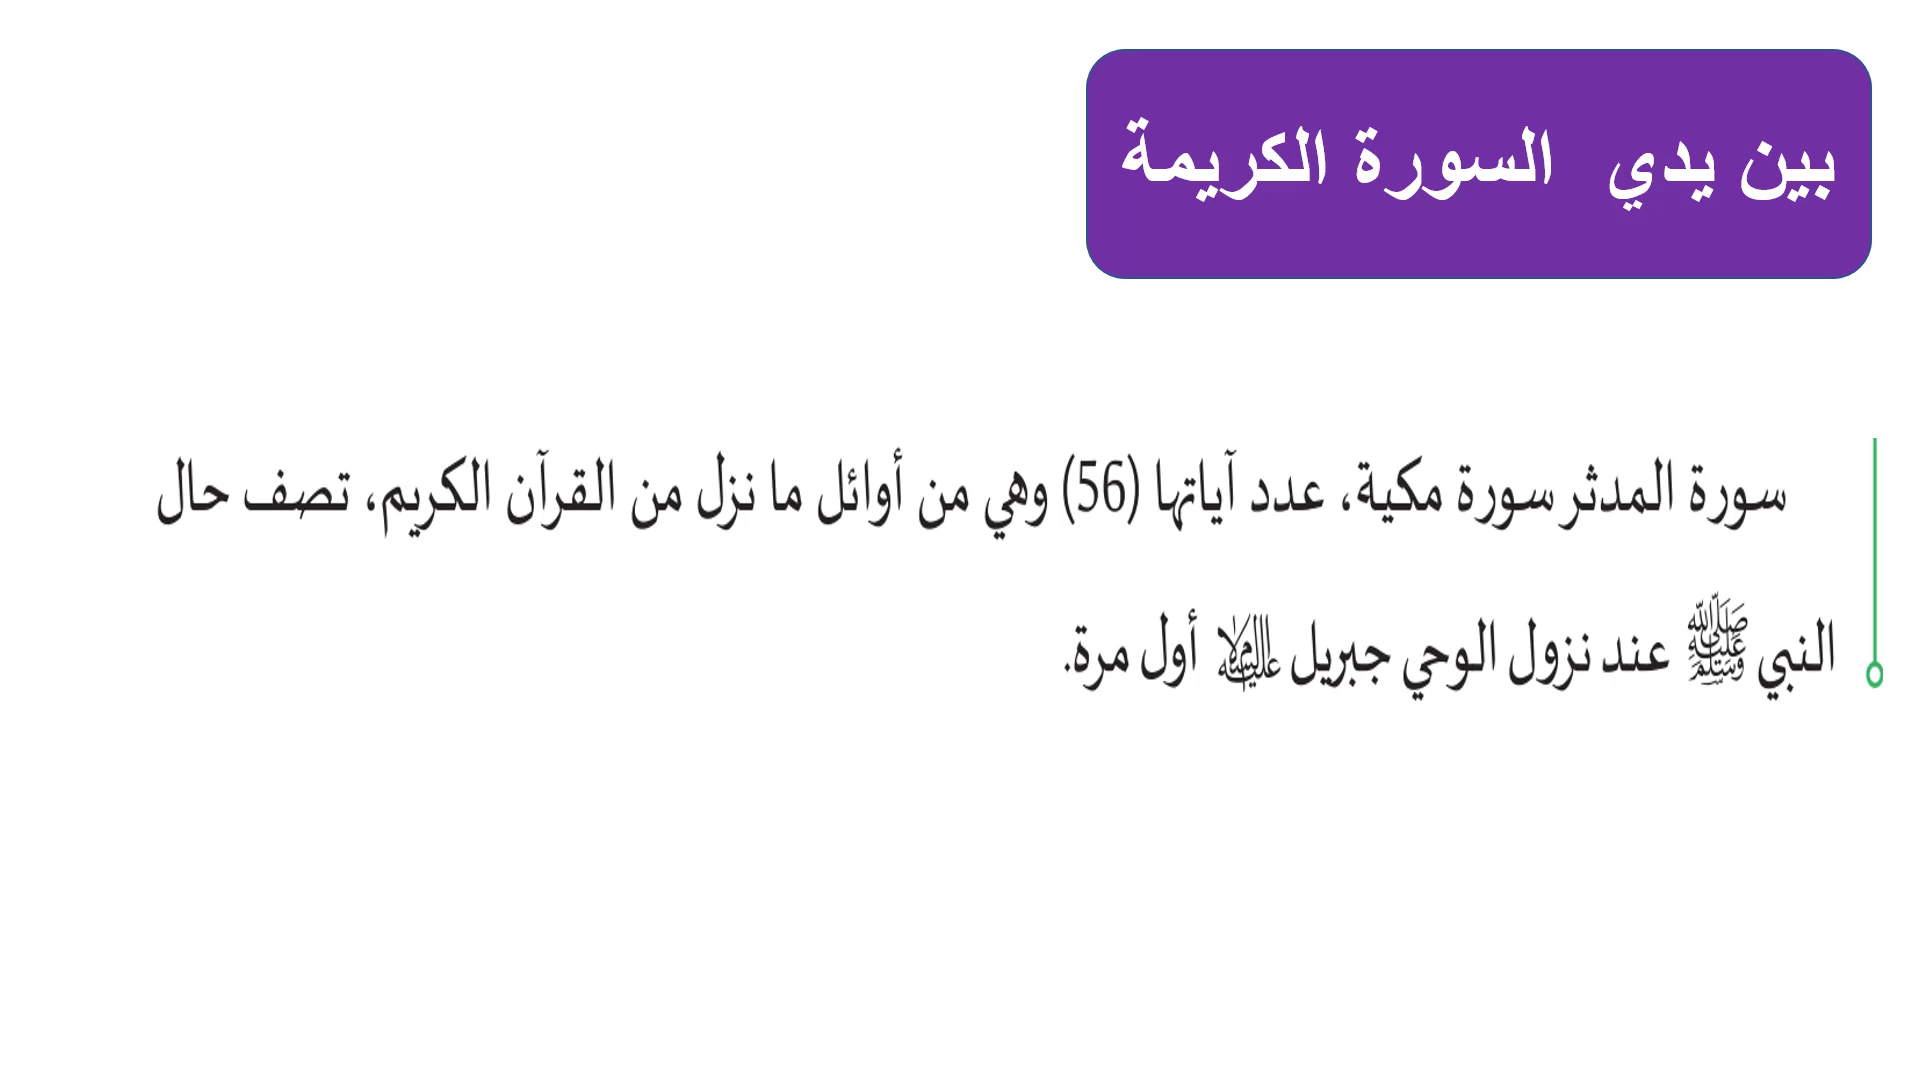 بين يدي السورة الكريمة
سورة المدثر سورة مكية، عدد آياتها (56) وهي من أوائل ما نزل من القرآن الكريم، تصف حال
النبي ﷺ عند نزول الوحي جبريل عليه السلام أول مرة.